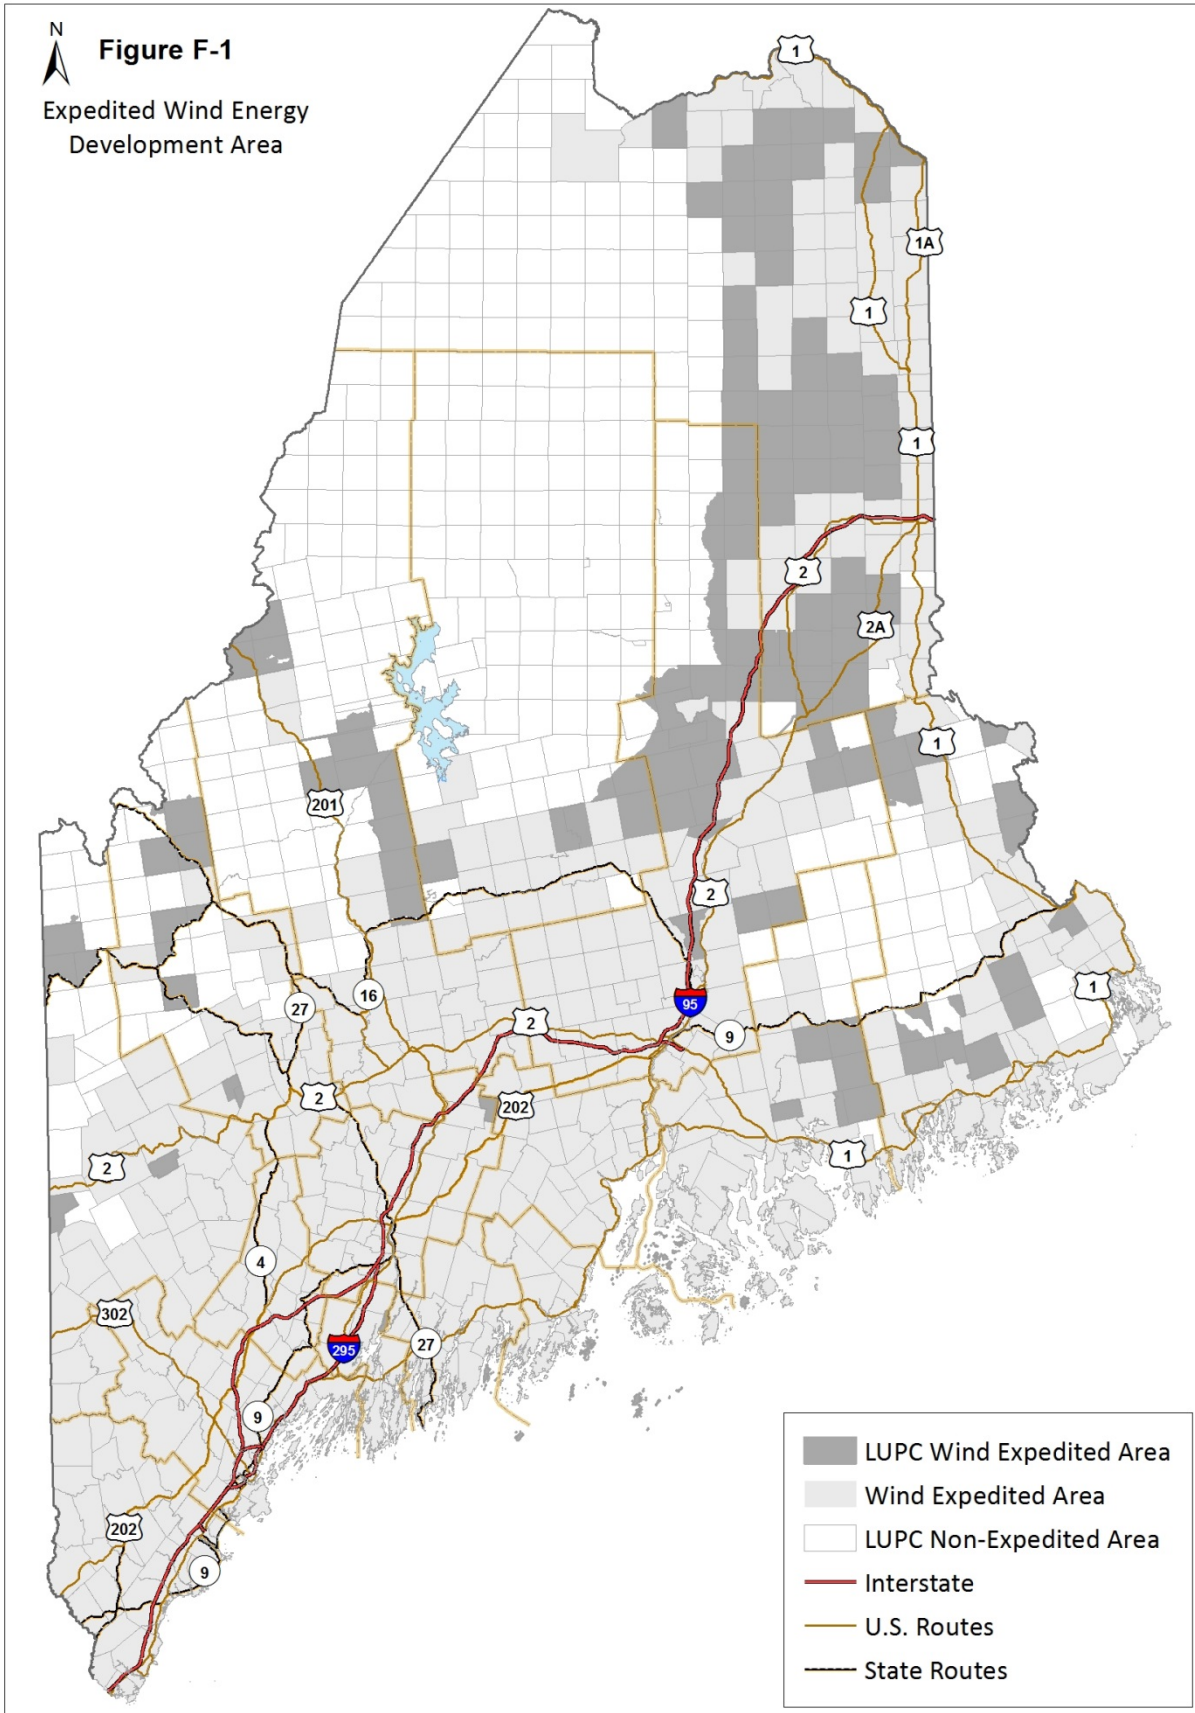 N
Figure F-1
Expedited Wind Energy
Development Area
1
1A
1
1
2
2A
1
201
2
16
27
95
1
2
9
2
202
2
1
4
302
295
27
9
202
9
LUPC Wind Expedited Area
Wind Expedited Area
LUPC Non-Expedited Area
Interstate
U.S. Routes
State Routes